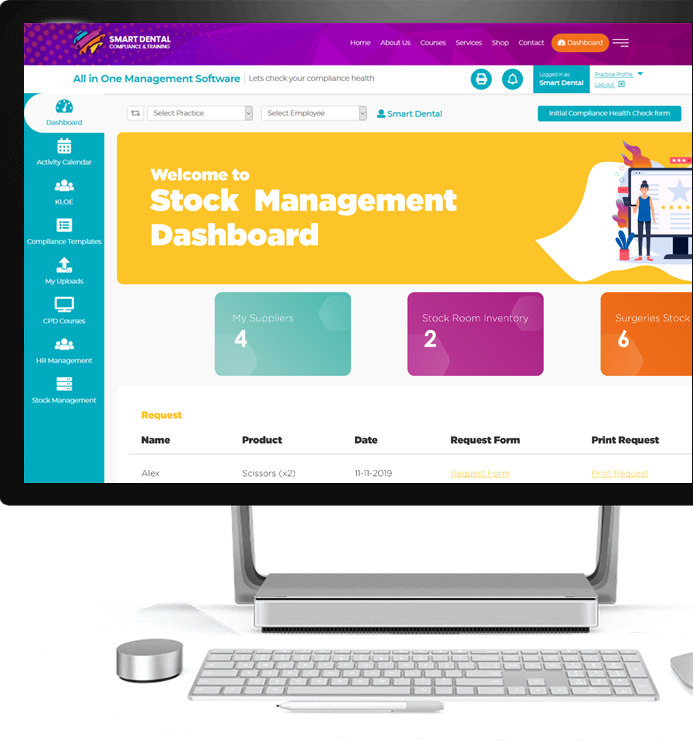 SMART DENTAL
COMPLIANCE & TRAINING
Home About Us Courses Services Shop Contact Dashboard
All in One Management Software Lets check your compliance health
Logged in as:
Smart Dental
Practice Profile
Log out
Dashboard
Activity Calendar
KLOE
Compliance Templates
My Uploads
CPD Courses
HR Management
Stock Management
Select Practice Select Employee Smart Dental Initial Compliance Health Check form
Welcome to
Stock Management
Dashboard
My Suppliers
4
Stock Room Inventory
2
Surgeries Stock
6
Request
Name Product Date Request Form Print Request
Alex Scissors (x2) 11-11-2019 Request Form Print Request